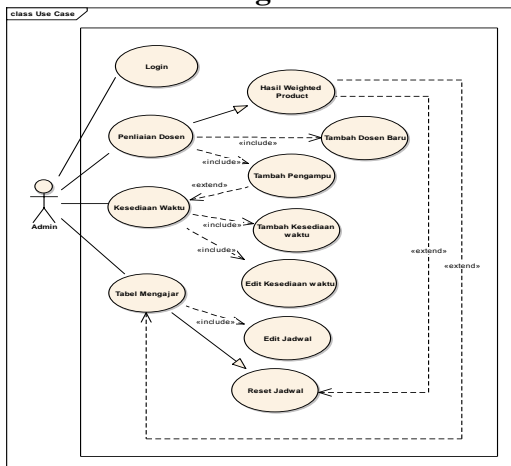 class Use Case
Login
Hasil Weighted
Product
Penliaian Dosen
Tambah Dosen Baru
«include»
«include»
Tambah Pengampu
«extend»
Kesediaan Waktu
«include»
Tambah Kesediaan
waktu
«include»
Admin
«extend»
«extend»
Edit Kesediaan waktu
Tabel Mengajar
«include»
Edit Jadwal
Reset Jadwal